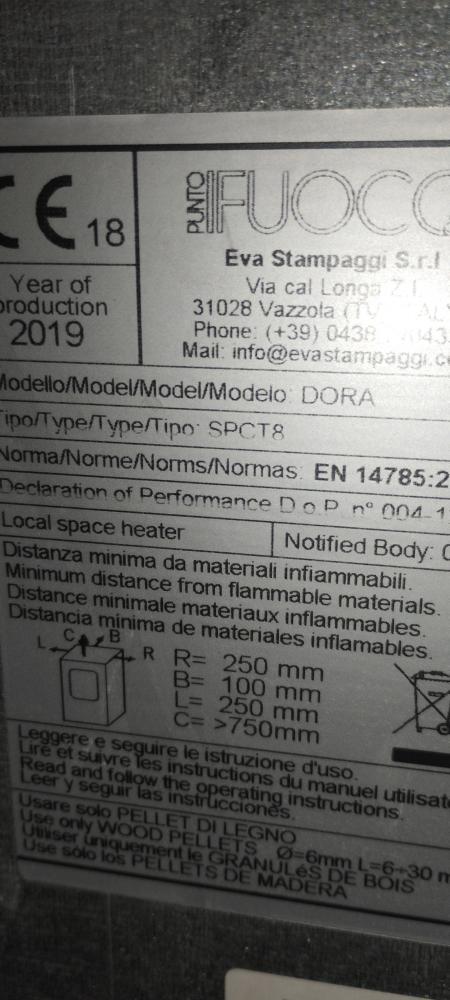 CE 18
Year of
production
2019
PUNTO
FUOCO
Eva Stampaggi S.r.l
Via cal Longa Z.I.
31028 Vazzola (TV
Phone: (+39) 0438
Mail: info@evastampaggi.c
Modello/Model/Model/Modelo: DORA
Tipo/Type/Type/Tipo: SPCT8
Norma/Norme/Norms/Normas: EN 14785:2
Declaration of Performance D.o.P. n° 004-1
Local space heater
Notified Body: 0
Distanza minima da materiali infiammabili.
Minimum distance from flammable materials.
Distance minimale materiaux inflammables.
Distancia minima de materiales inflamables.
C B
L R
R= 250 mm
B= 100 mm
L= 250 mm
C= >750mm
Leggere e seguire le istruzione d'uso.
Lire et suivre les instructions du manuel utilisat
Read and follow the operating instructions.
Leer y seguir las instrucciones.
Usare solo PELLET DI LEGNO
Use only WOOD PELLETS Ø=6mm L=6÷30 m
Utiliser uniquement le GRANULéS DE BOIS
Use sólo los PELLETS DE MADERA